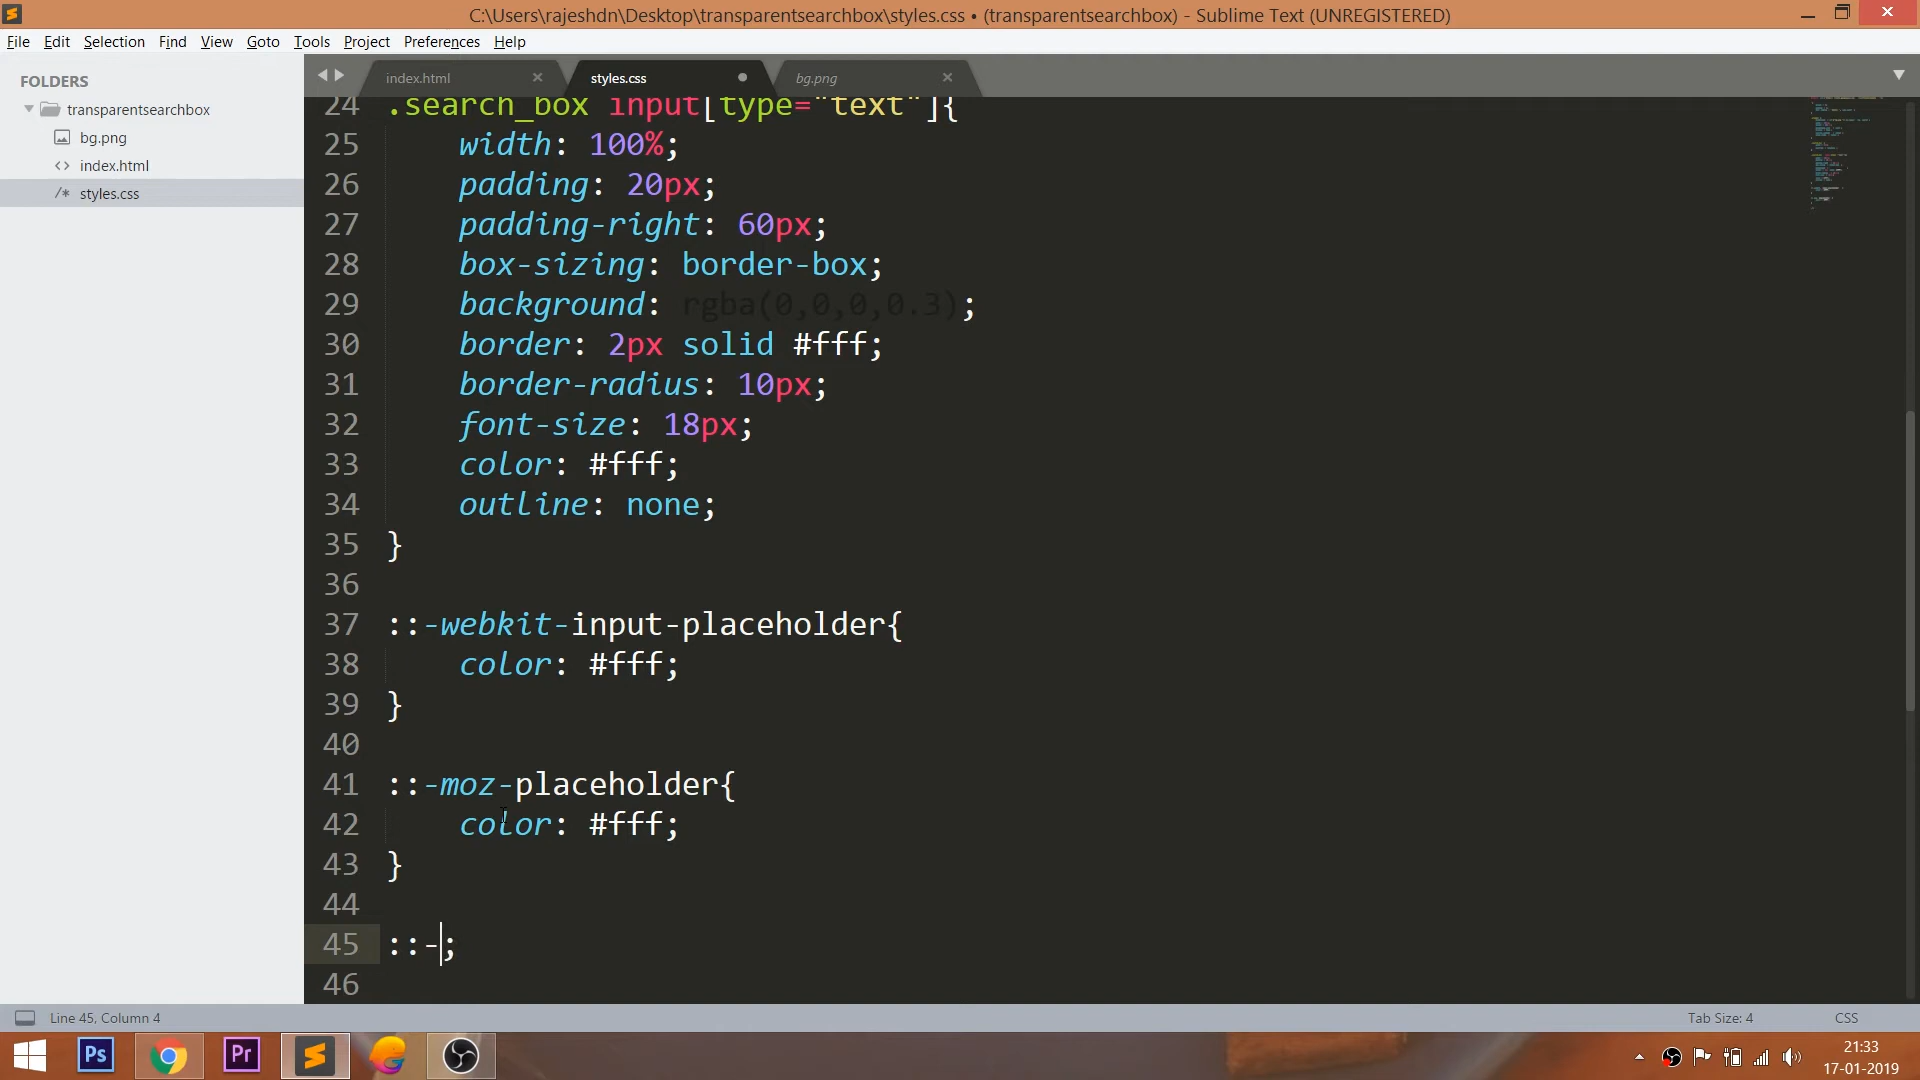 C:\Users\rajeshdn\Desktop\transparentsearchbox\styles.css • (transparentsearchbox) - Sublime Text (UNREGISTERED)
File Edit Selection Find View Goto Tools Project Preferences Help
FOLDERS
transparentsearchbox
bg.png
index.html
/* styles.css
index.html
styles.css
bg.png
24 .search_box input[type="text"]{
25 width: 100%;
26 padding: 20px;
27 padding-right: 60px;
28 box-sizing: border-box;
29 background: rgba(0,0,0,0.3);
30 border: 2px solid #fff;
31 border-radius: 10px;
32 font-size: 18px;
33 color: #fff;
34 outline: none;
35 }
36
37 ::-webkit-input-placeholder{
38 color: #fff;
39 }
40
41 ::-moz-placeholder{
42 color: #fff;
43 }
44
45 ::-;
46
Line 45, Column 4
Tab Size: 4
CSS
Ps
Pr
21:33
17-01-2019